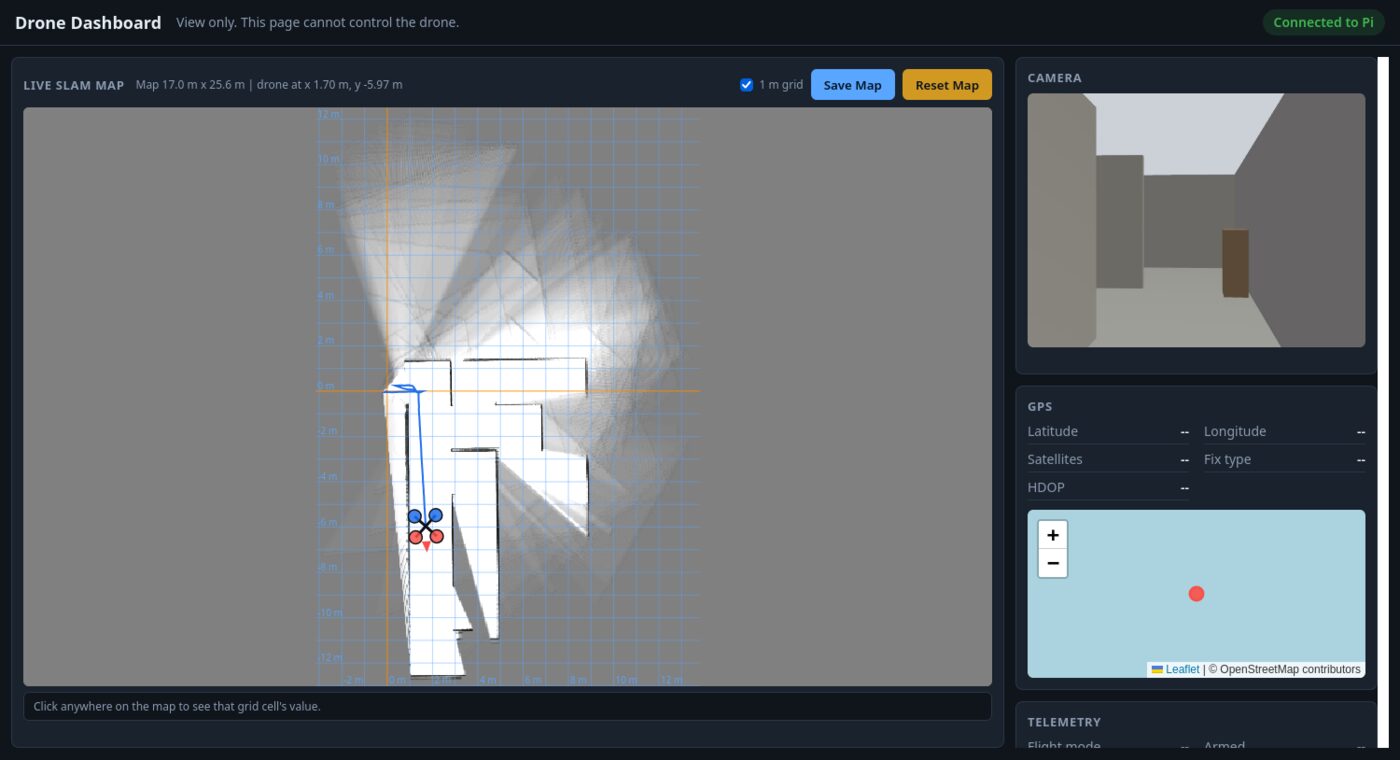 Drone Dashboard View only. This page cannot control the drone. Connected to Pi
LIVE SLAM MAP Map 17.0 m x 25.6 m | drone at x 1.70 m, y -5.97 m 1 m grid Save Map Reset Map
12 m
10 m
8 m
6 m
4 m
2 m
0 m
-2 m
-4 m
-6 m
-8 m
-10 m
-12 m
-2 m 0 m 2 m 4 m 6 m 8 m 10 m 12 m
Click anywhere on the map to see that grid cell's value.
CAMERA
GPS
Latitude -- Longitude --
Satellites -- Fix type --
HDOP --
+
−
Leaflet | © OpenStreetMap contributors
TELEMETRY
Flight mode -- Armed --